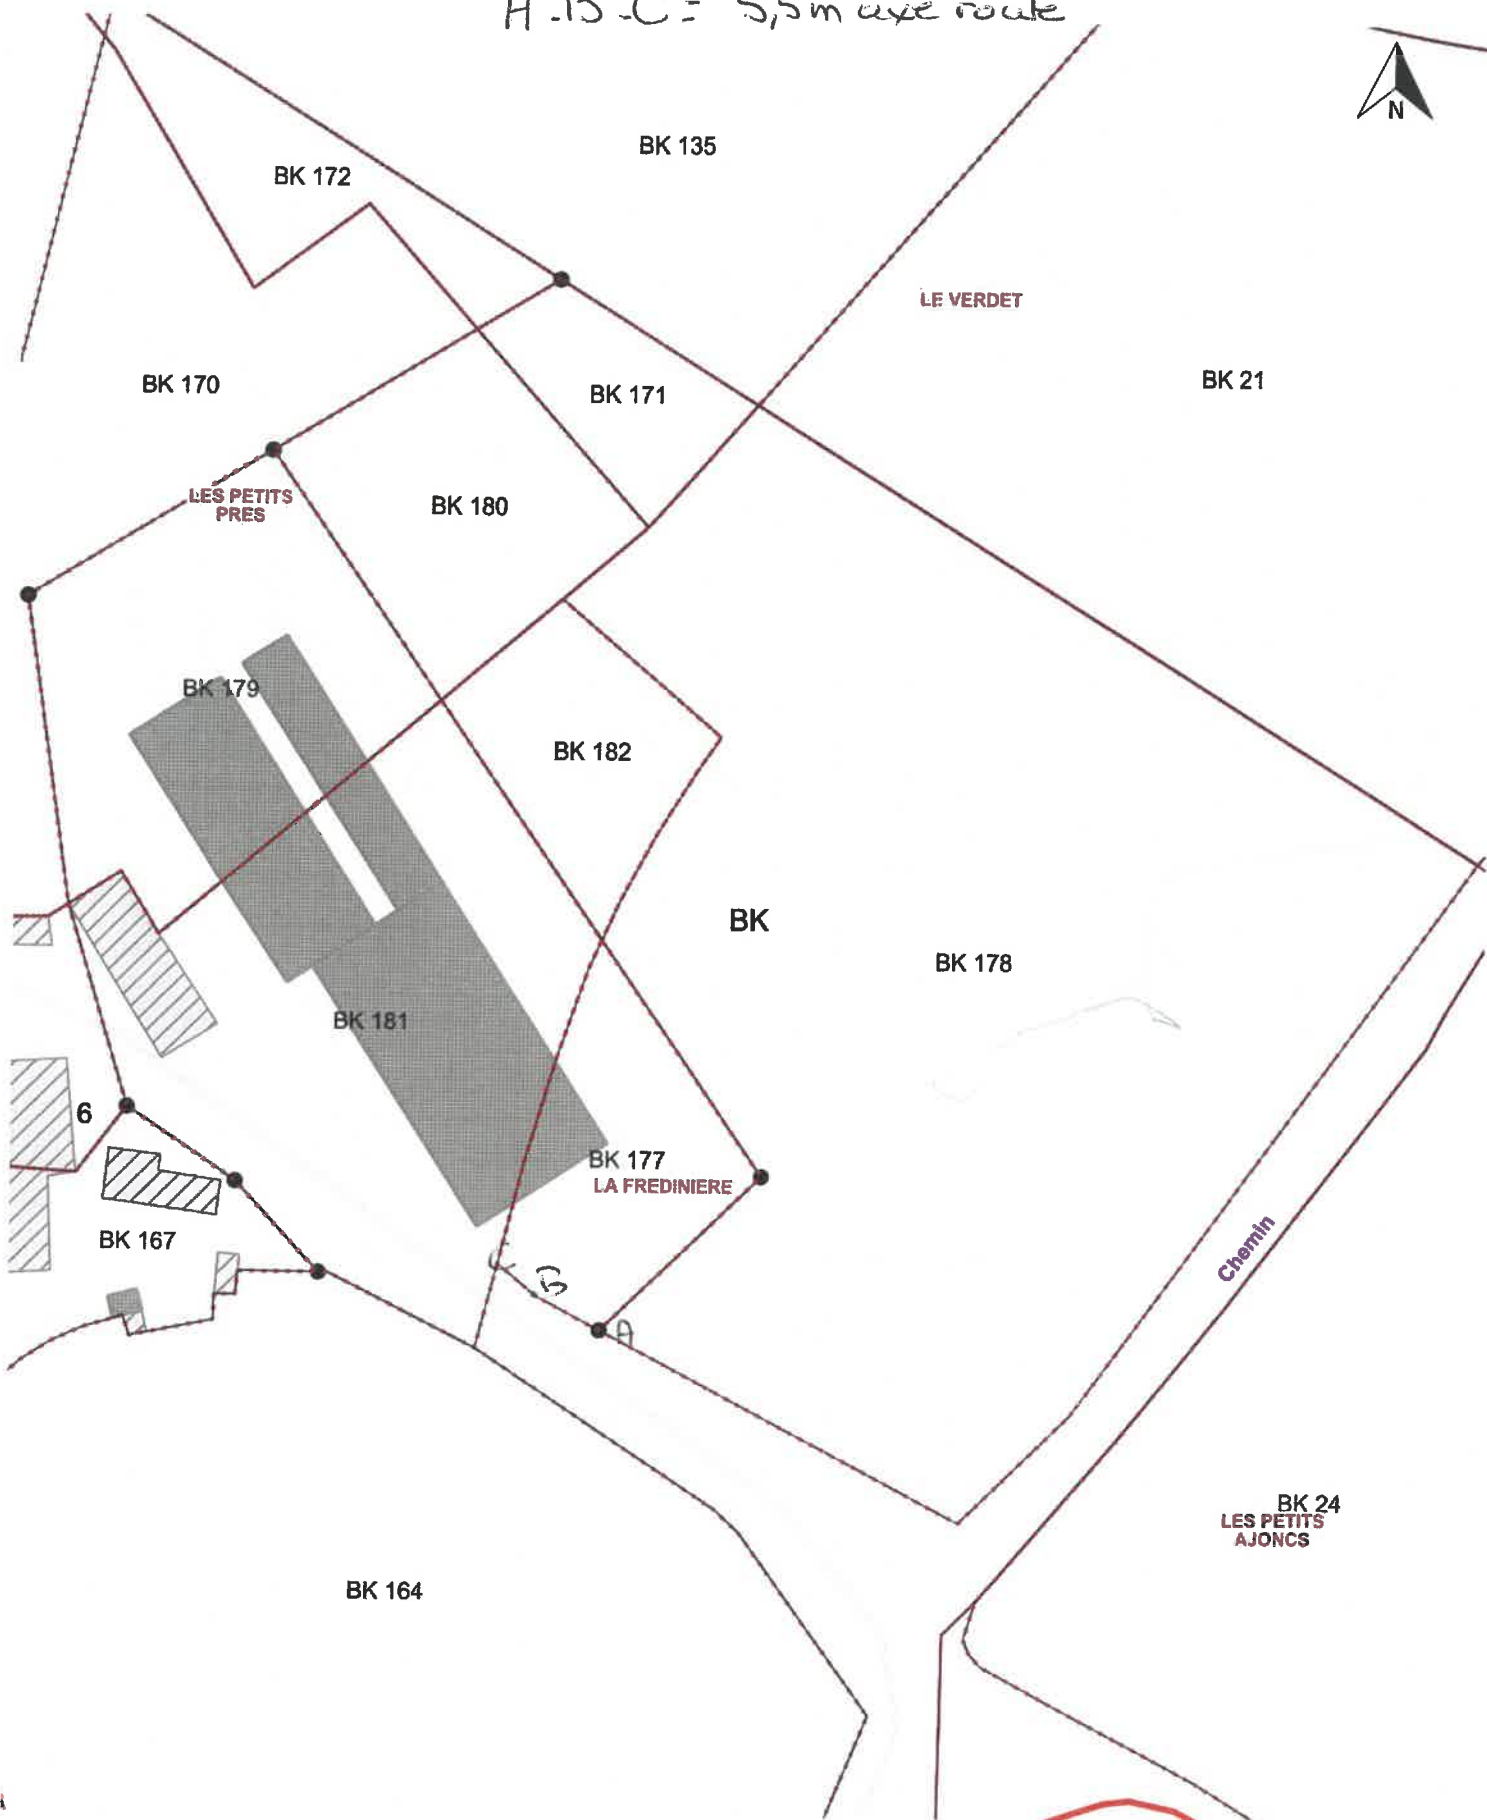 A.B.C = 5,5m axe route
N
BK 135
BK 172
LE VERDET
BK 170
BK 21
BK 171
LES PETITS
PRES
BK 180
BK 179
BK 182
BK
BK 178
BK 181
6
BK 177
LA FREDINIERE
BK 167
Chemin
C
B
A
BK 24
LES PETITS
AJONCS
BK 164